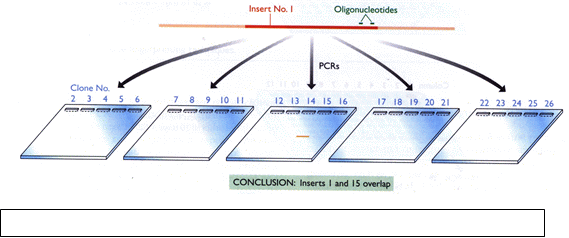 Insert No. 1 Oligonucleotides
PCRs
Clone No.
2 3 4 5 6 7 8 9 10 11 12 13 14 15 16 17 18 19 20 21 22 23 24 25 26
CONCLUSION: Inserts 1 and 15 overlap